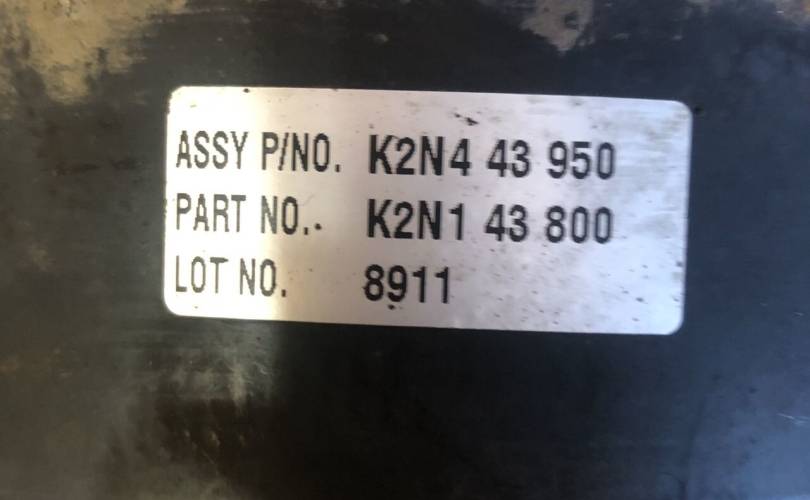 ASSY P/NO. K2N4 43 950
PART NO. K2N1 43 800
LOT NO. 8911